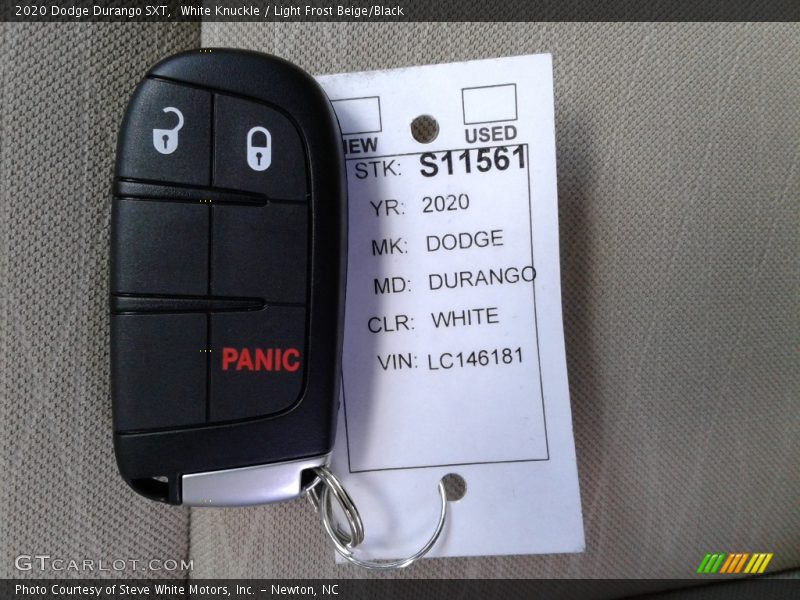 2020 Dodge Durango SXT,  White Knuckle / Light Frost Beige/Black
USED
STK: S11561
YR: 2020
MK: DODGE
MD: DURANGO
CLR: WHITE
VIN: LC146181
PANIC
GTCARLOT.COM
Photo Courtesy of Steve White Motors, Inc. – Newton, NC